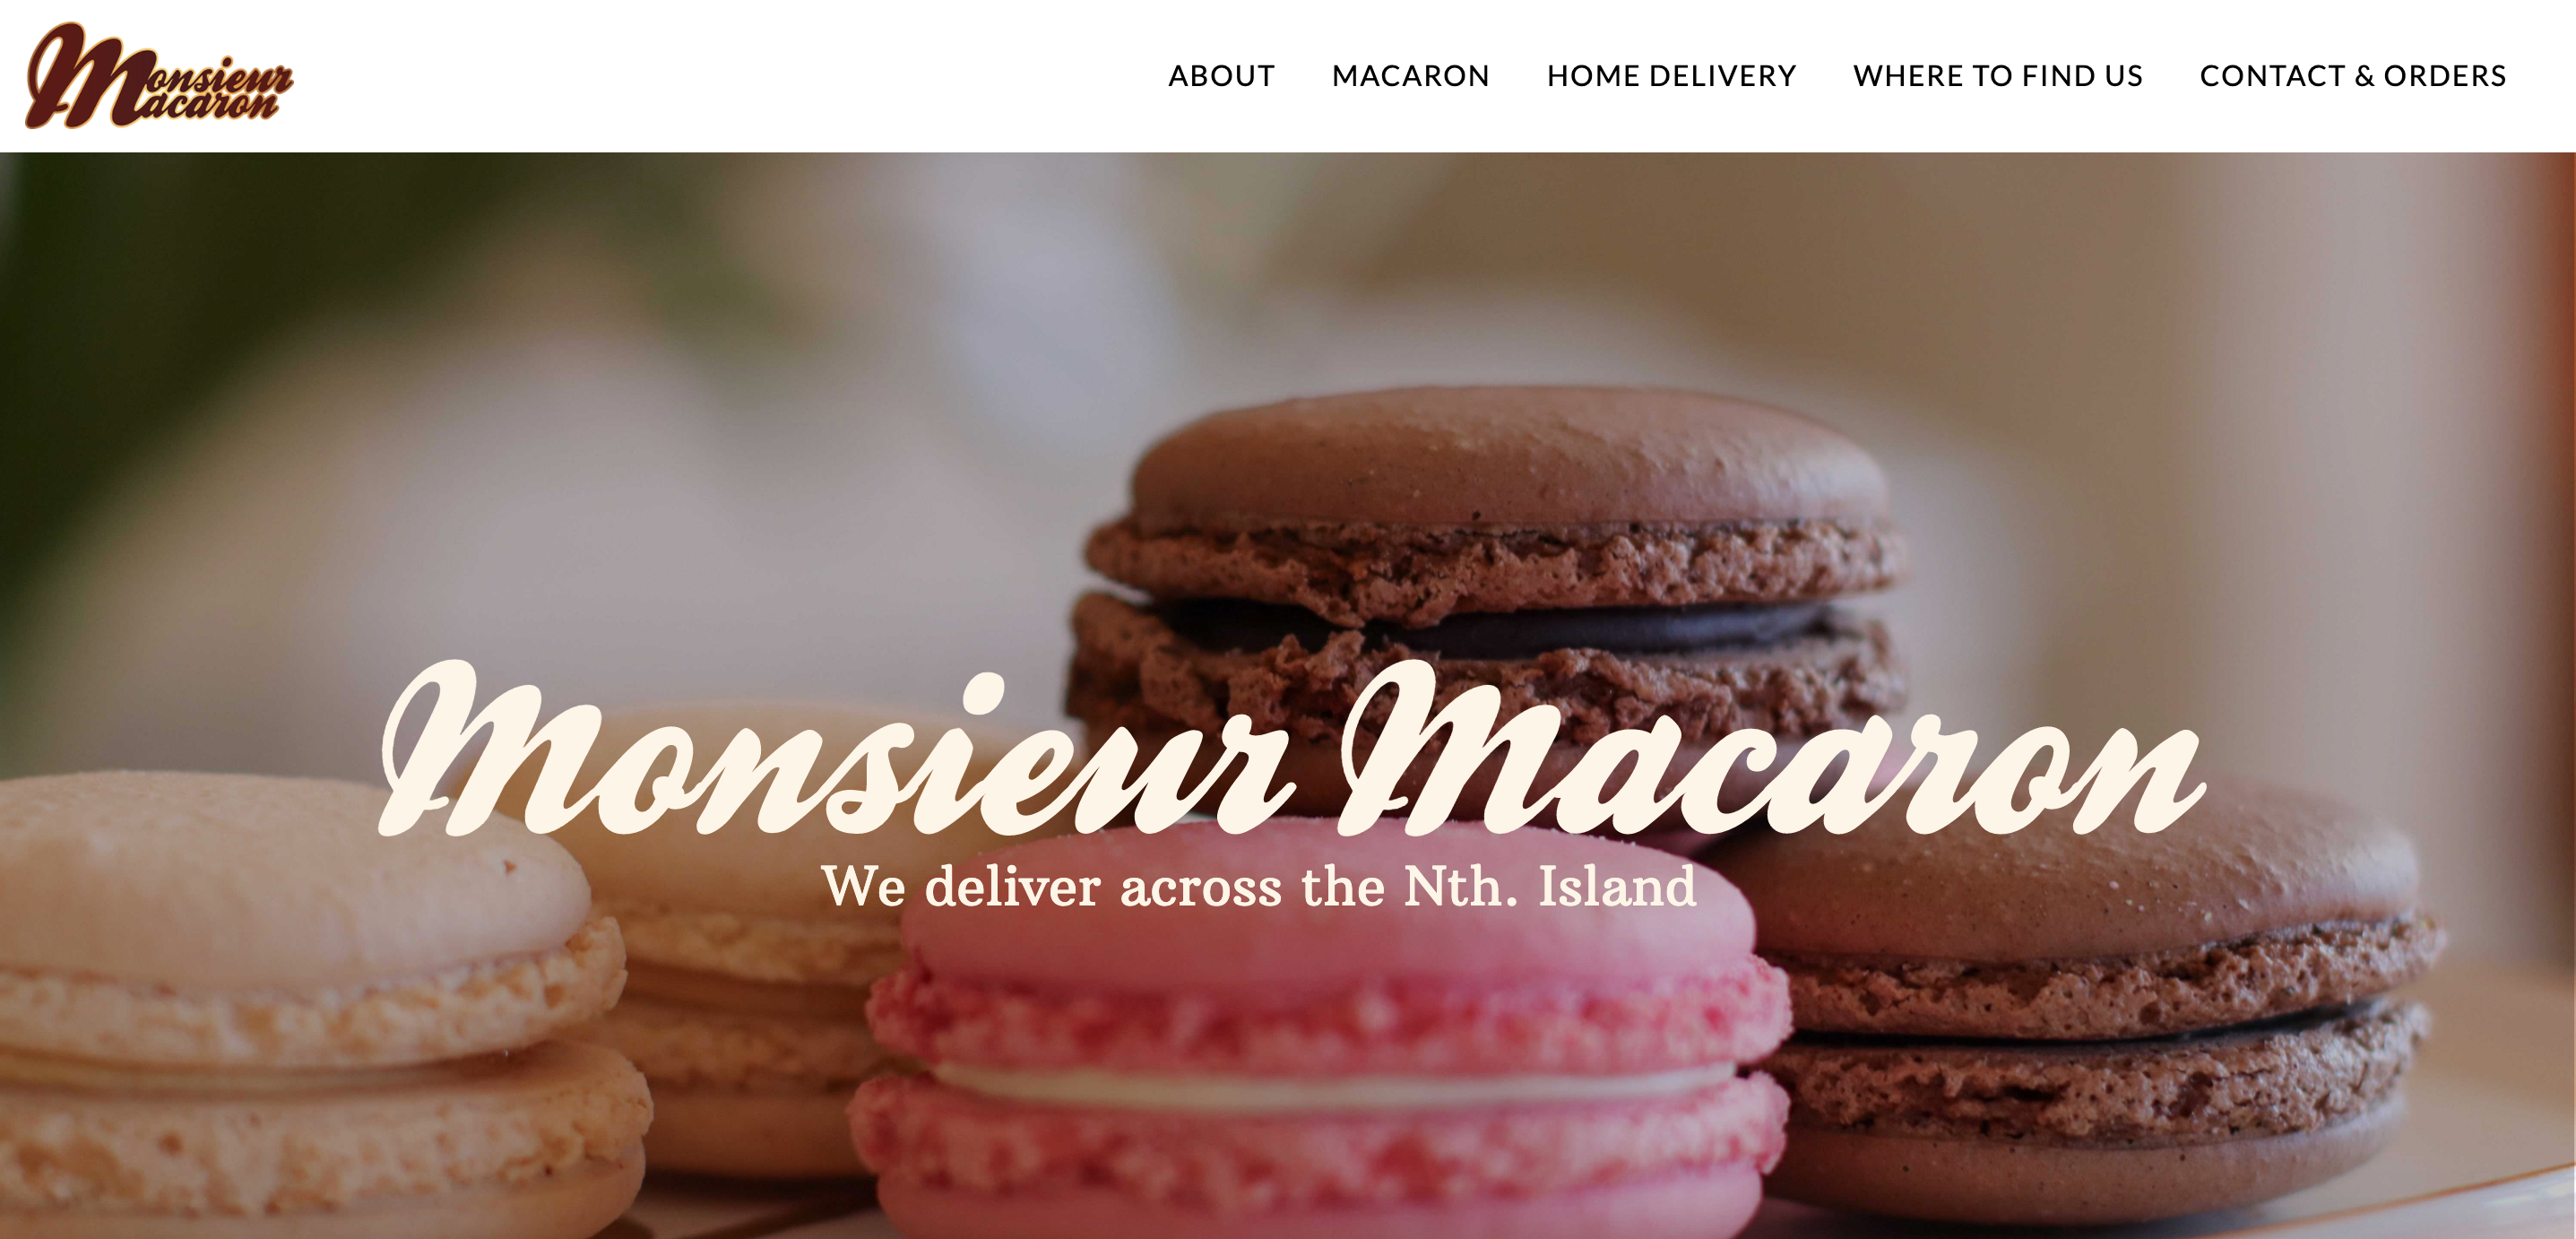 Monsieur
Macaron
ABOUT MACARON HOME DELIVERY WHERE TO FIND US CONTACT & ORDERS
Monsieur Macaron
We deliver across the Nth. Island